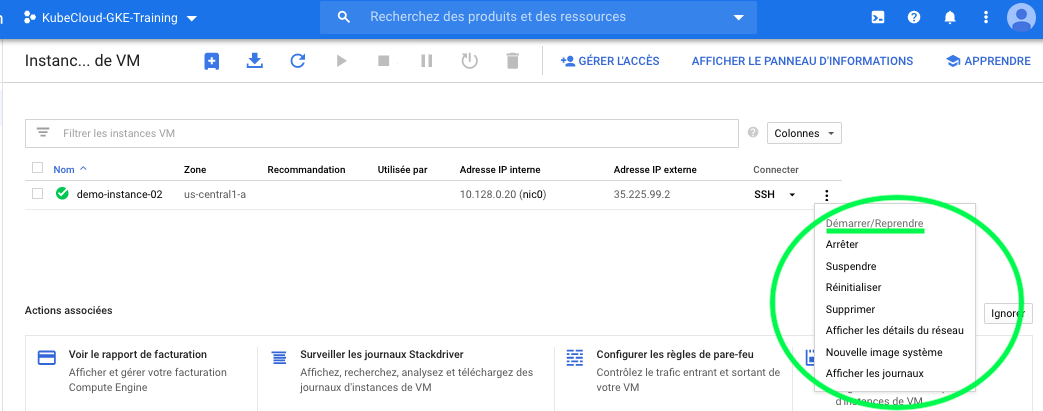 KubeCloud-GKE-Training
Recherchez des produits et des ressources
Instanc... de VM
GÉRER L'ACCÈS
AFFICHER LE PANNEAU D'INFORMATIONS
APPRENDRE
Filtrer les instances VM
Colonnes
Nom Zone Recommandation Utilisée par Adresse IP interne Adresse IP externe Connecter
demo-instance-02 us-central1-a 10.128.0.20 (nic0) 35.225.99.2 SSH
Démarrer/Reprendre
Arrêter
Suspendre
Réinitialiser
Supprimer
Afficher les détails du réseau
Nouvelle image système
Afficher les journaux
Actions associées
Ignorer
Voir le rapport de facturation
Affichez et gérer votre facturation
Compute Engine
Surveiller les journaux Stackdriver
Affichez, recherchez, analysez et téléchargez des
journaux d'instances de VM
Configurer les règles de pare-feu
Contrôlez le trafic entrant et sortant de
votre VM
d'instances de VM